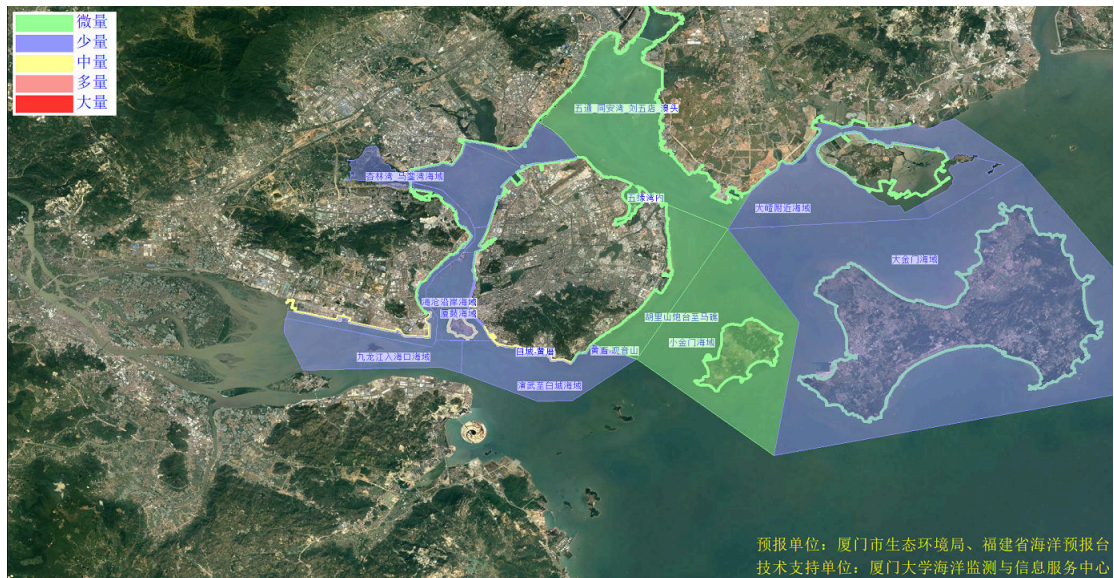 微量
少量
中量
多量
大量
五通 同安湾 刘五店 澳头
杏林湾 马銮湾海域
五缘湾内
大嶝附近海域
大金门海域
海沧沿岸海域
厦鼓海域
胡里山炮台至马礁
小金门海域
九龙江入海口海域
白城-黄厝
黄厝-观音山
演武至白城海域
预报单位：厦门市生态环境局、福建省海洋预报台
技术支持单位：厦门大学海洋监测与信息服务中心